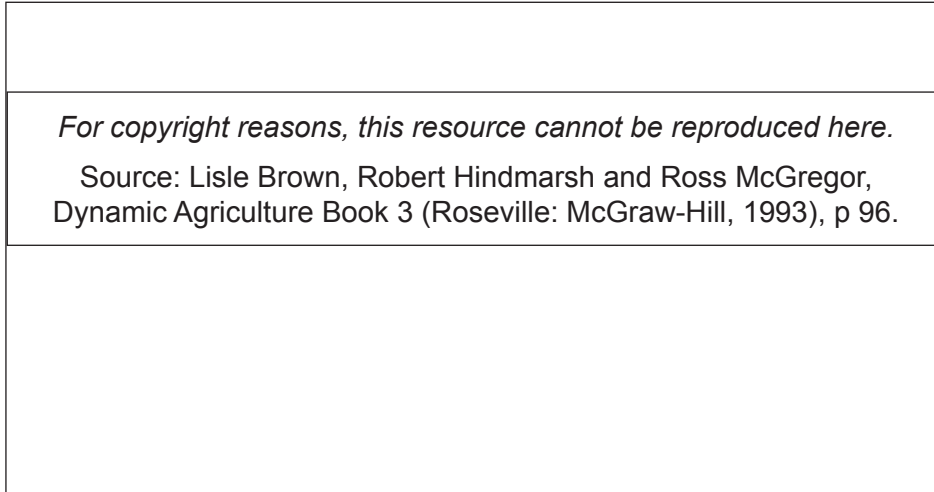 For copyright reasons, this resource cannot be reproduced here.
Source: Lisle Brown, Robert Hindmarsh and Ross McGregor,
Dynamic Agriculture Book 3 (Roseville: McGraw-Hill, 1993), p 96.